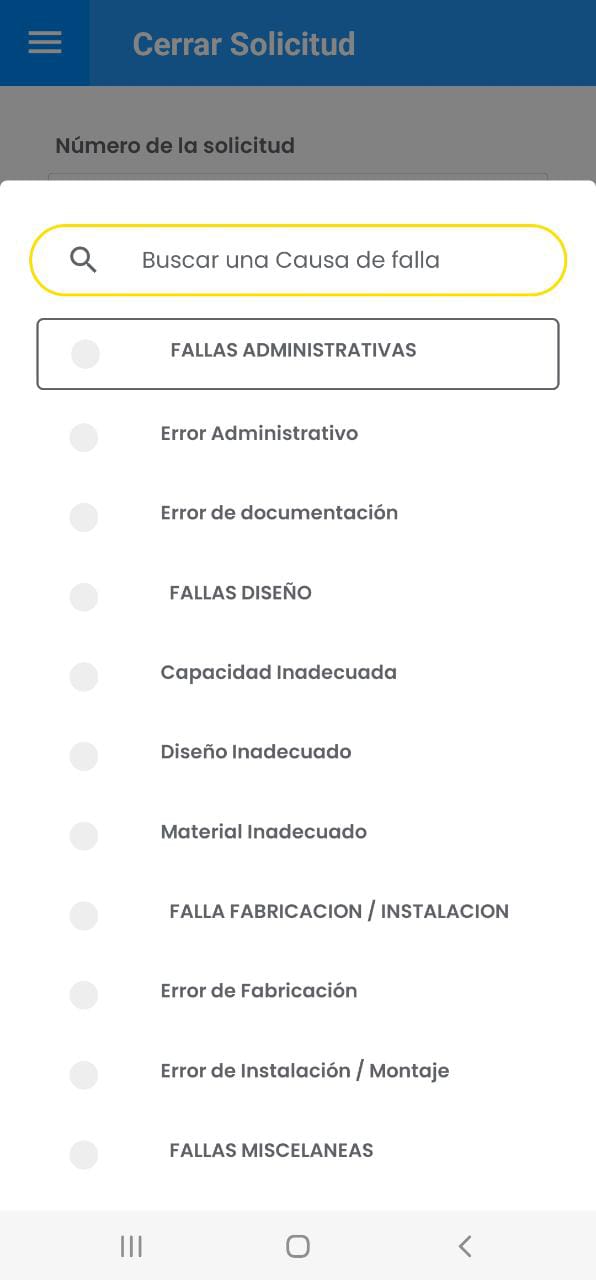 Cerrar Solicitud
Número de la solicitud
Buscar una Causa de falla
FALLAS ADMINISTRATIVAS
Error Administrativo
Error de documentación
FALLAS DISEÑO
Capacidad Inadecuada
Diseño Inadecuado
Material Inadecuado
FALLA FABRICACION / INSTALACION
Error de Fabricación
Error de Instalación / Montaje
FALLAS MISCELANEAS